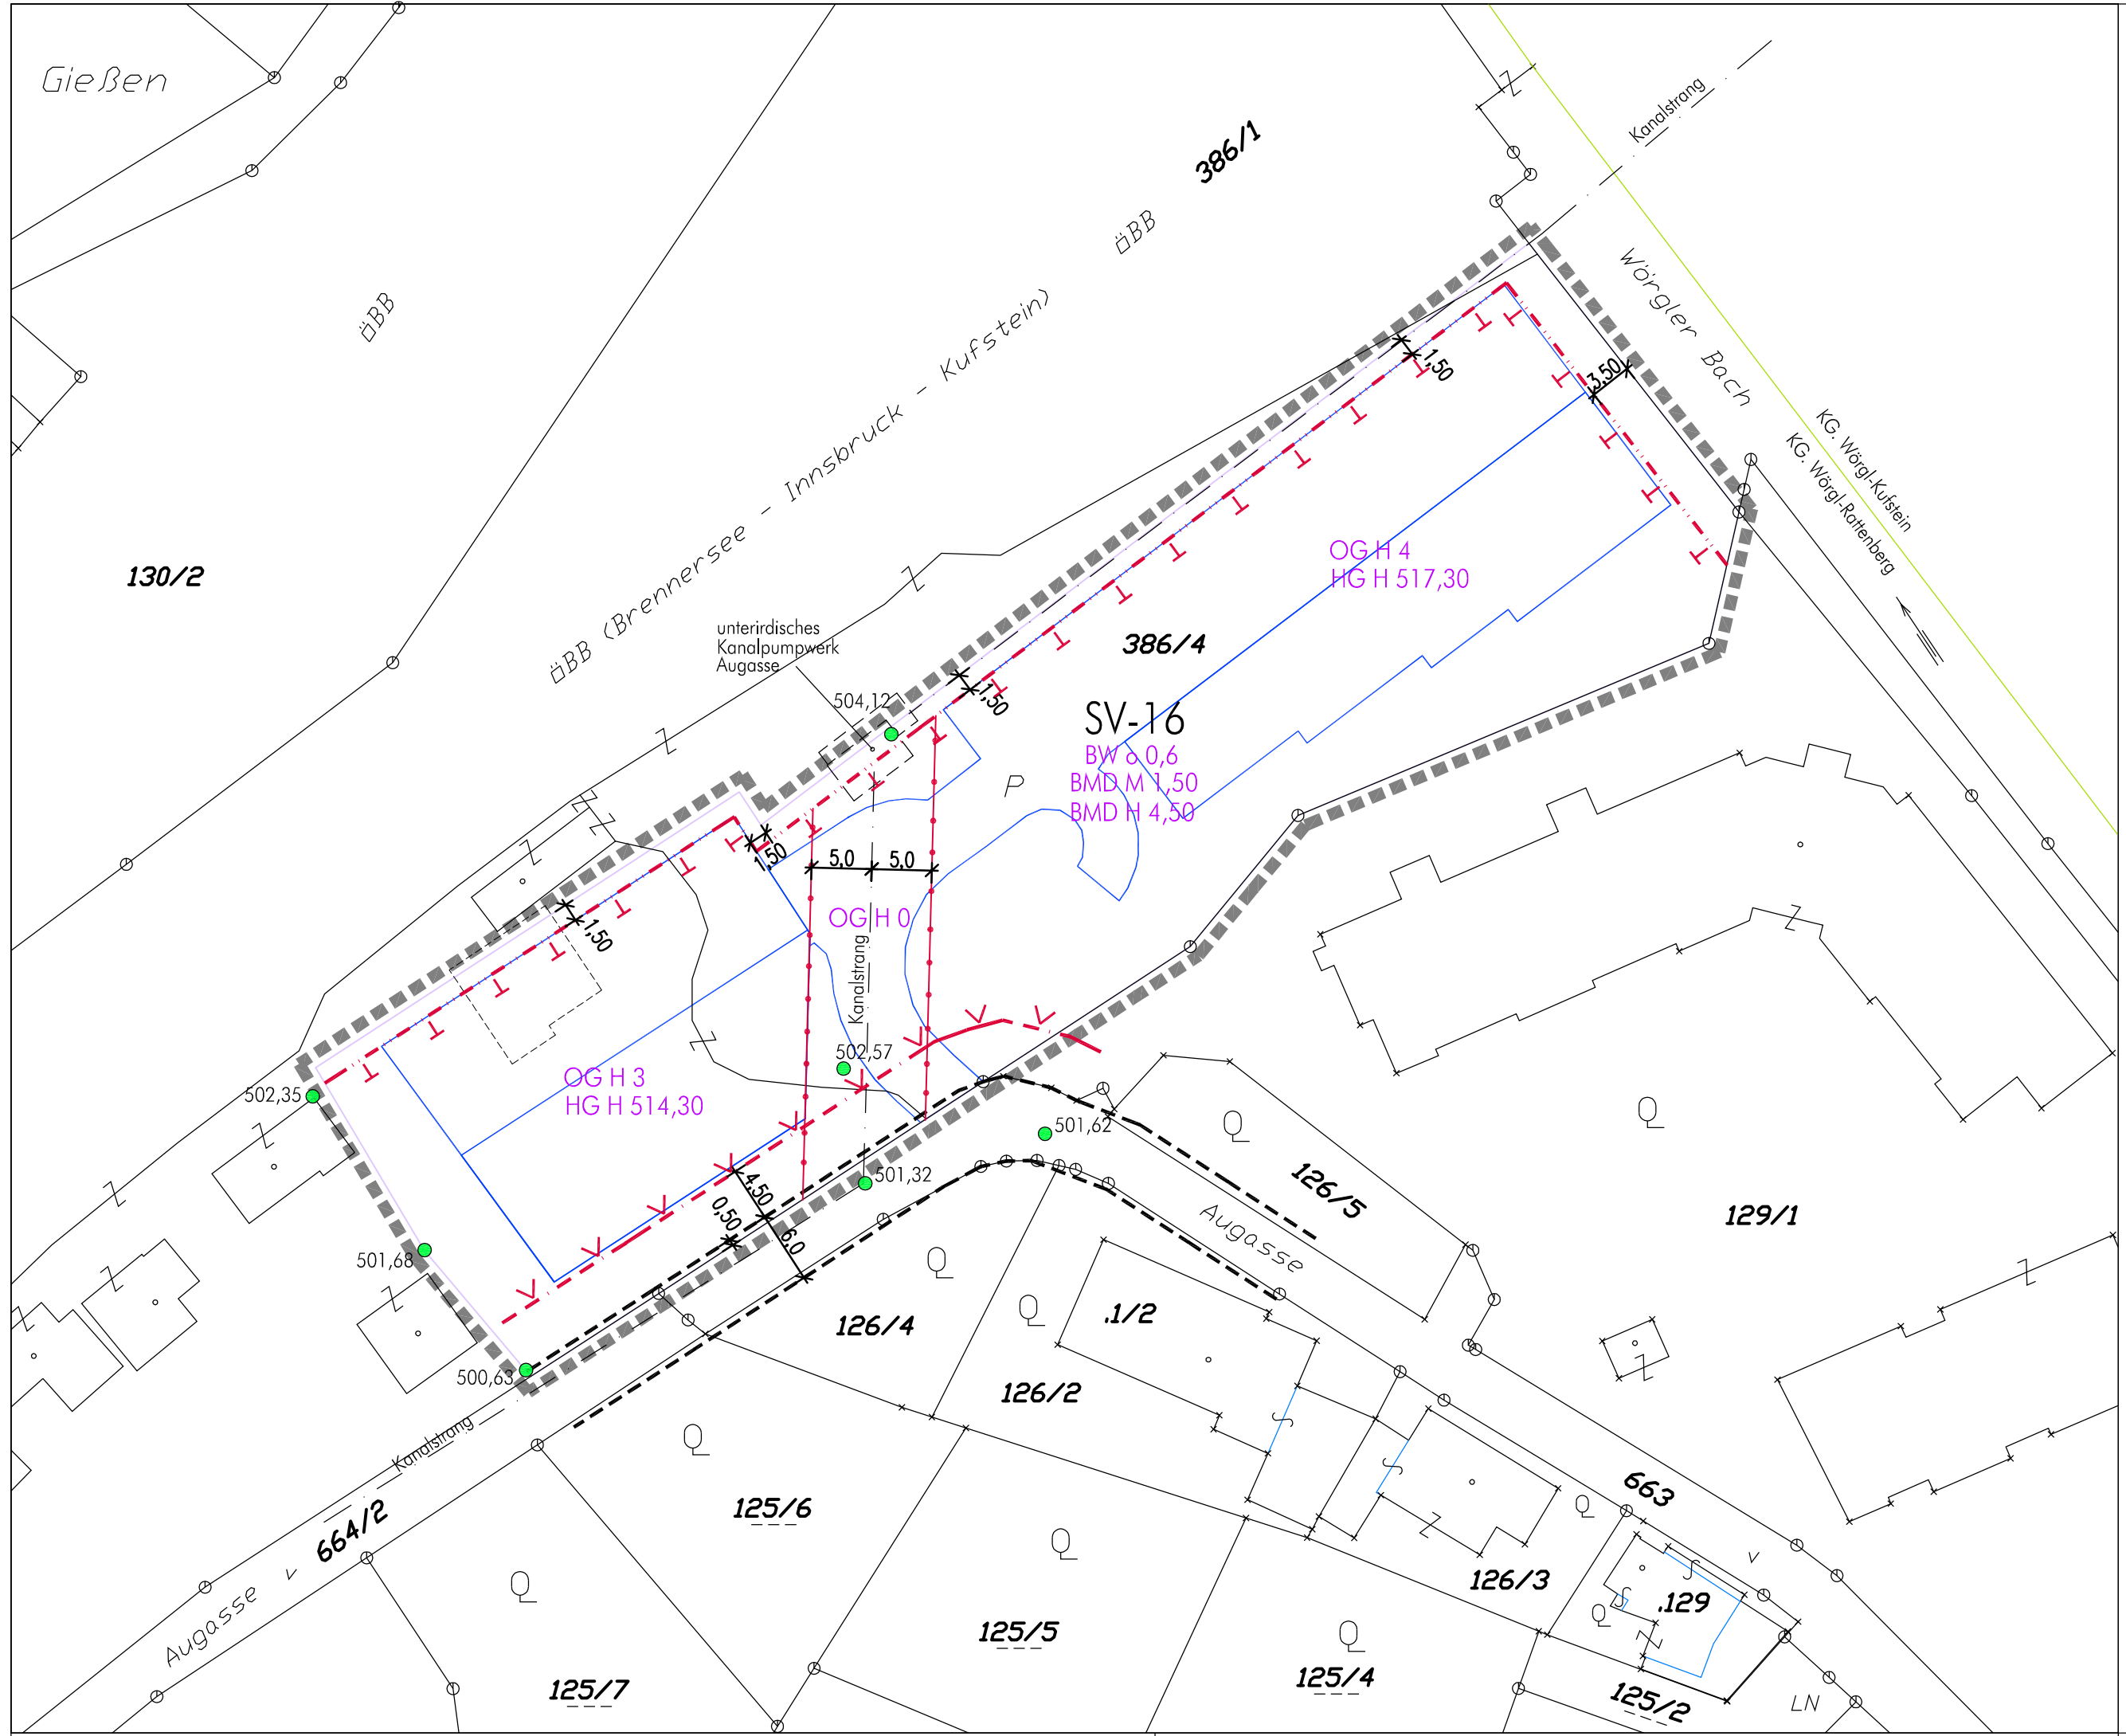 Gießen
386/1
Kanalstrang
öBB
öBB
Wörgler Bach
öBB (Brennersee - Innsbruck - Kufstein)
1,50
3,50
KG. Wörgl-Kufstein
KG. Wörgl-Rattenberg
130/2
OG H 4
HG H 517,30
unterirdisches
Kanalpumpwerk
Augasse
386/4
504,12
1,50
SV-16
BW o 0,6
BMD M 1,50
BMD H 4,50
P
1,50
5,0
5,0
1,50
OG H 0
Kanalstrang
502,57
OG H 3
HG H 514,30
502,35
501,62
501,32
4,50
0,50
6,0
126/5
129/1
Augasse
501,68
126/4
.1/2
500,63
126/2
Kanalstrang
664/2
125/6
663
Augasse v
v
126/3
.129
125/5
125/7
125/4
125/2
LN